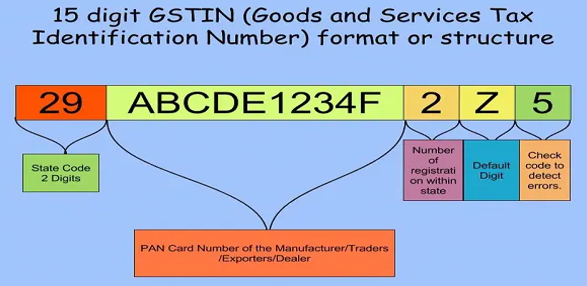 15 digit GSTIN (Goods and Services Tax
Identification Number) format or structure
29 ABCDE1234F 2 Z 5
State Code
2 Digits
Number
of
registrati
on within
state
Default
Digit
Check
code to
detect
errors.
PAN Card Number of the Manufacturer/Traders
/Exporters/Dealer